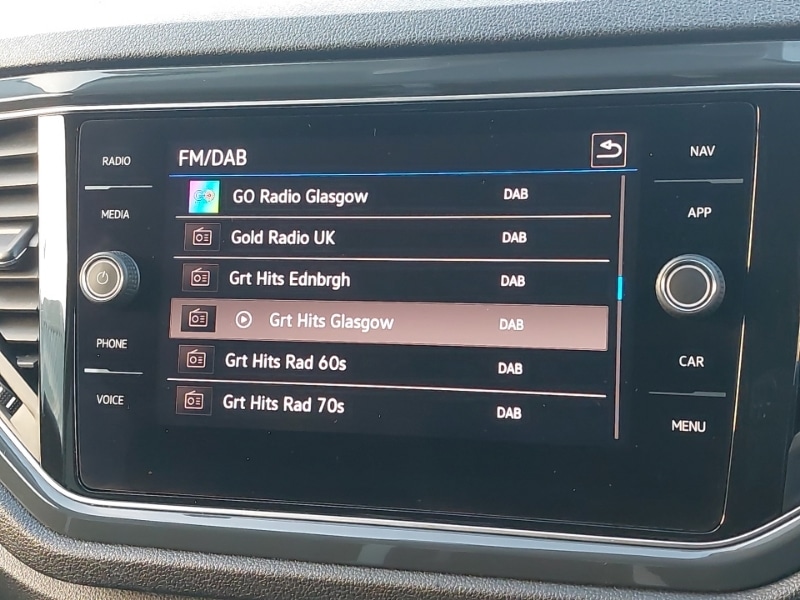 RADIO
MEDIA
PHONE
VOICE
FM/DAB
GO Radio Glasgow DAB
Gold Radio UK DAB
Grt Hits Ednbrgh DAB
Grt Hits Glasgow DAB
Grt Hits Rad 60s DAB
Grt Hits Rad 70s DAB
NAV
APP
CAR
MENU